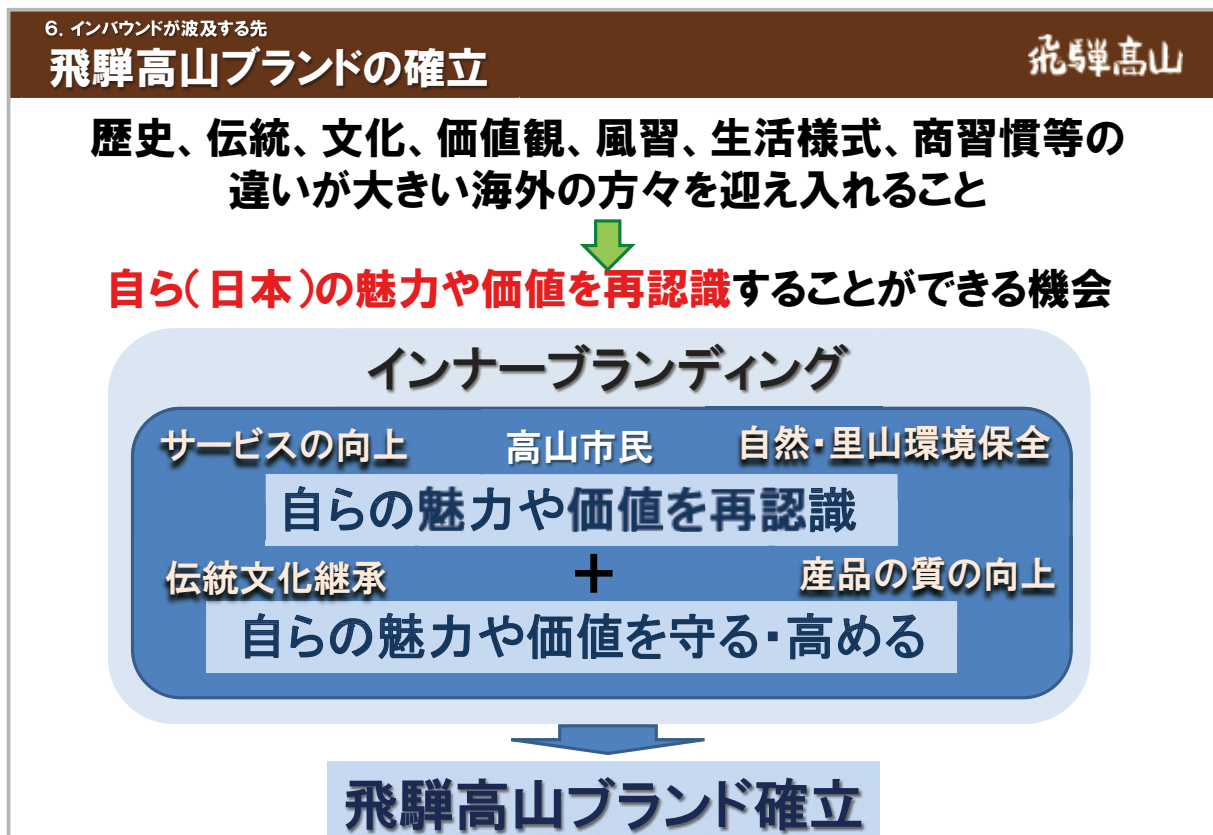 6. インバウンドが波及する先
飛騨高山ブランドの確立
飛騨高山
歴史、伝統、文化、価値観、風習、生活様式、商習慣等の
違いが大きい海外の方々を迎え入れること
自ら(日本)の魅力や価値を再認識することができる機会
インナーブランディング
サービスの向上 高山市民 自然・里山環境保全
自らの魅力や価値を再認識
伝統文化継承 + 産品の質の向上
自らの魅力や価値を守る・高める
飛騨高山ブランド確立